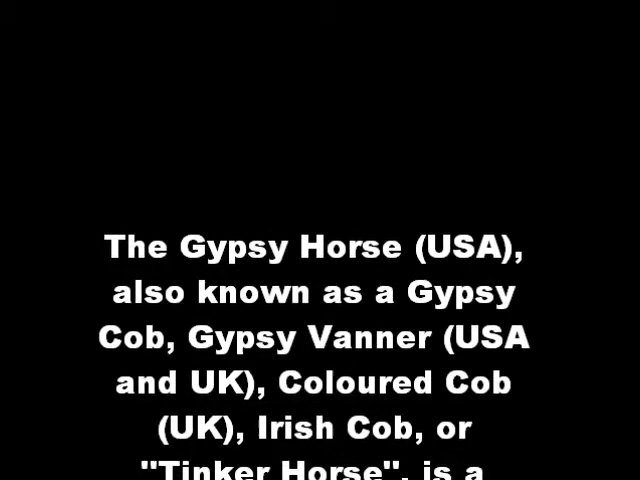 The Gypsy Horse (USA),
also known as a Gypsy
Cob, Gypsy Vanner (USA
and UK), Coloured Cob
(UK), Irish Cob, or
"Tinker Horse", is a